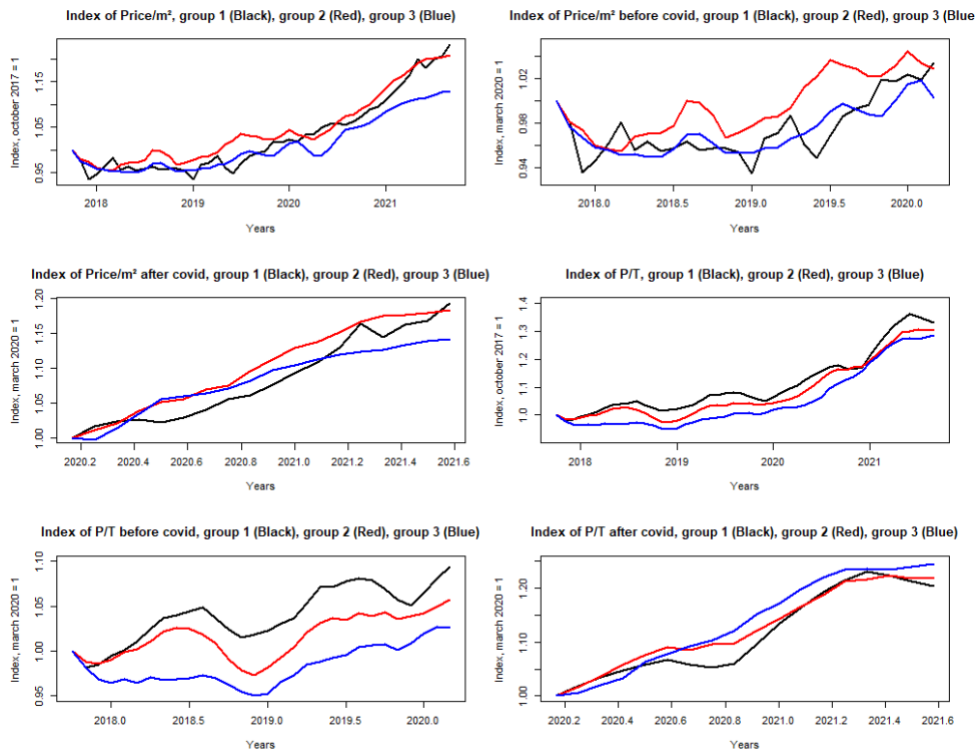 Index of Price/m², group 1 (Black), group 2 (Red), group 3 (Blue)
Index, october 2017 = 1
0.95 1.05 1.15
2018 2019 2020 2021
Years
Index of Price/m² before covid, group 1 (Black), group 2 (Red), group 3 (Blue
Index, march 2020 = 1
0.94 0.98 1.02
2018.0 2018.5 2019.0 2019.5 2020.0
Years
Index of Price/m² after covid, group 1 (Black), group 2 (Red), group 3 (Blue)
Index, march 2020 = 1
1.00 1.05 1.10 1.15 1.20
2020.2 2020.4 2020.6 2020.8 2021.0 2021.2 2021.4 2021.6
Years
Index of P/T, group 1 (Black), group 2 (Red), group 3 (Blue)
Index, october 2017 = 1
1.0 1.1 1.2 1.3 1.4
2018 2019 2020 2021
Years
Index of P/T before covid, group 1 (Black), group 2 (Red), group 3 (Blue)
Index, march 2020 = 1
0.95 1.00 1.05 1.10
2018.0 2018.5 2019.0 2019.5 2020.0
Years
Index of P/T after covid, group 1 (Black), group 2 (Red), group 3 (Blue)
Index, march 2020 = 1
1.00 1.10 1.20
2020.2 2020.4 2020.6 2020.8 2021.0 2021.2 2021.4 2021.6
Years